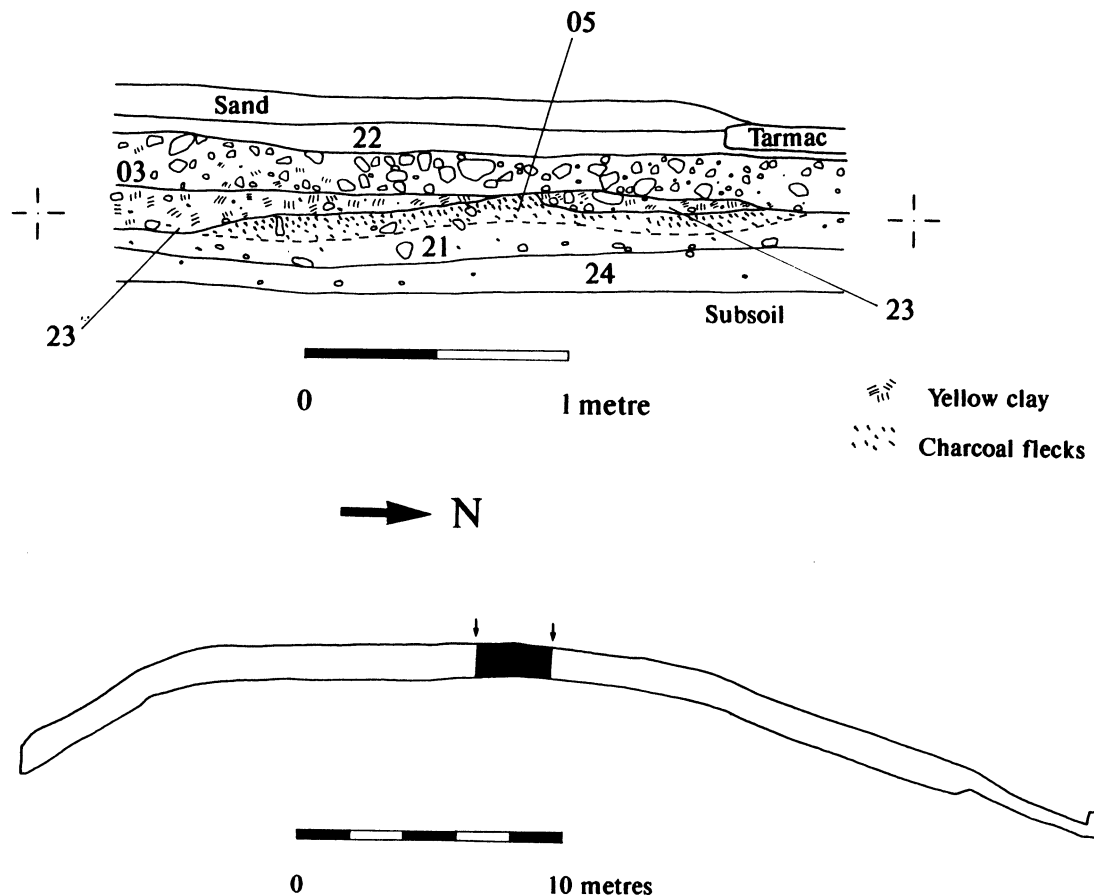 05
Sand
22
Tarmac
03
21
24
23
Subsoil
23
0 1 metre
Yellow clay
Charcoal flecks
N
0 10 metres